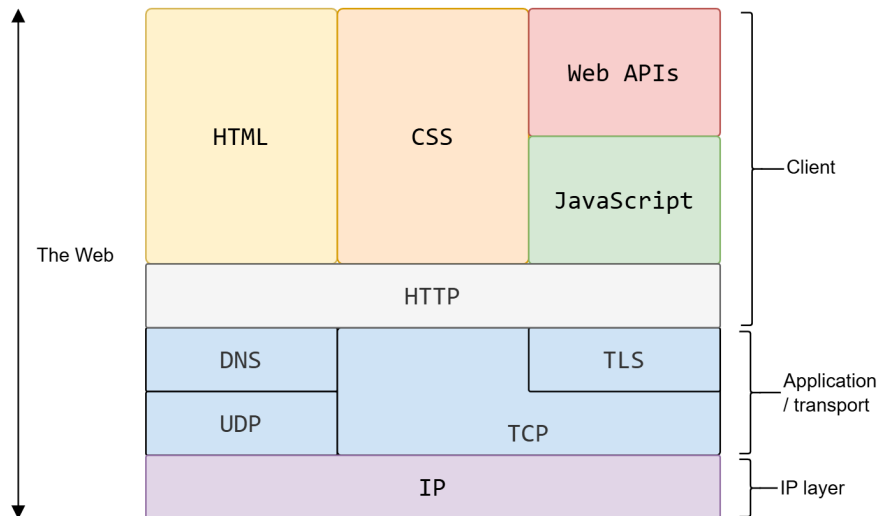 Web APIs
HTML
CSS
Client
JavaScript
The Web
HTTP
DNS
TLS
Application
/ transport
UDP
TCP
IP
IP layer